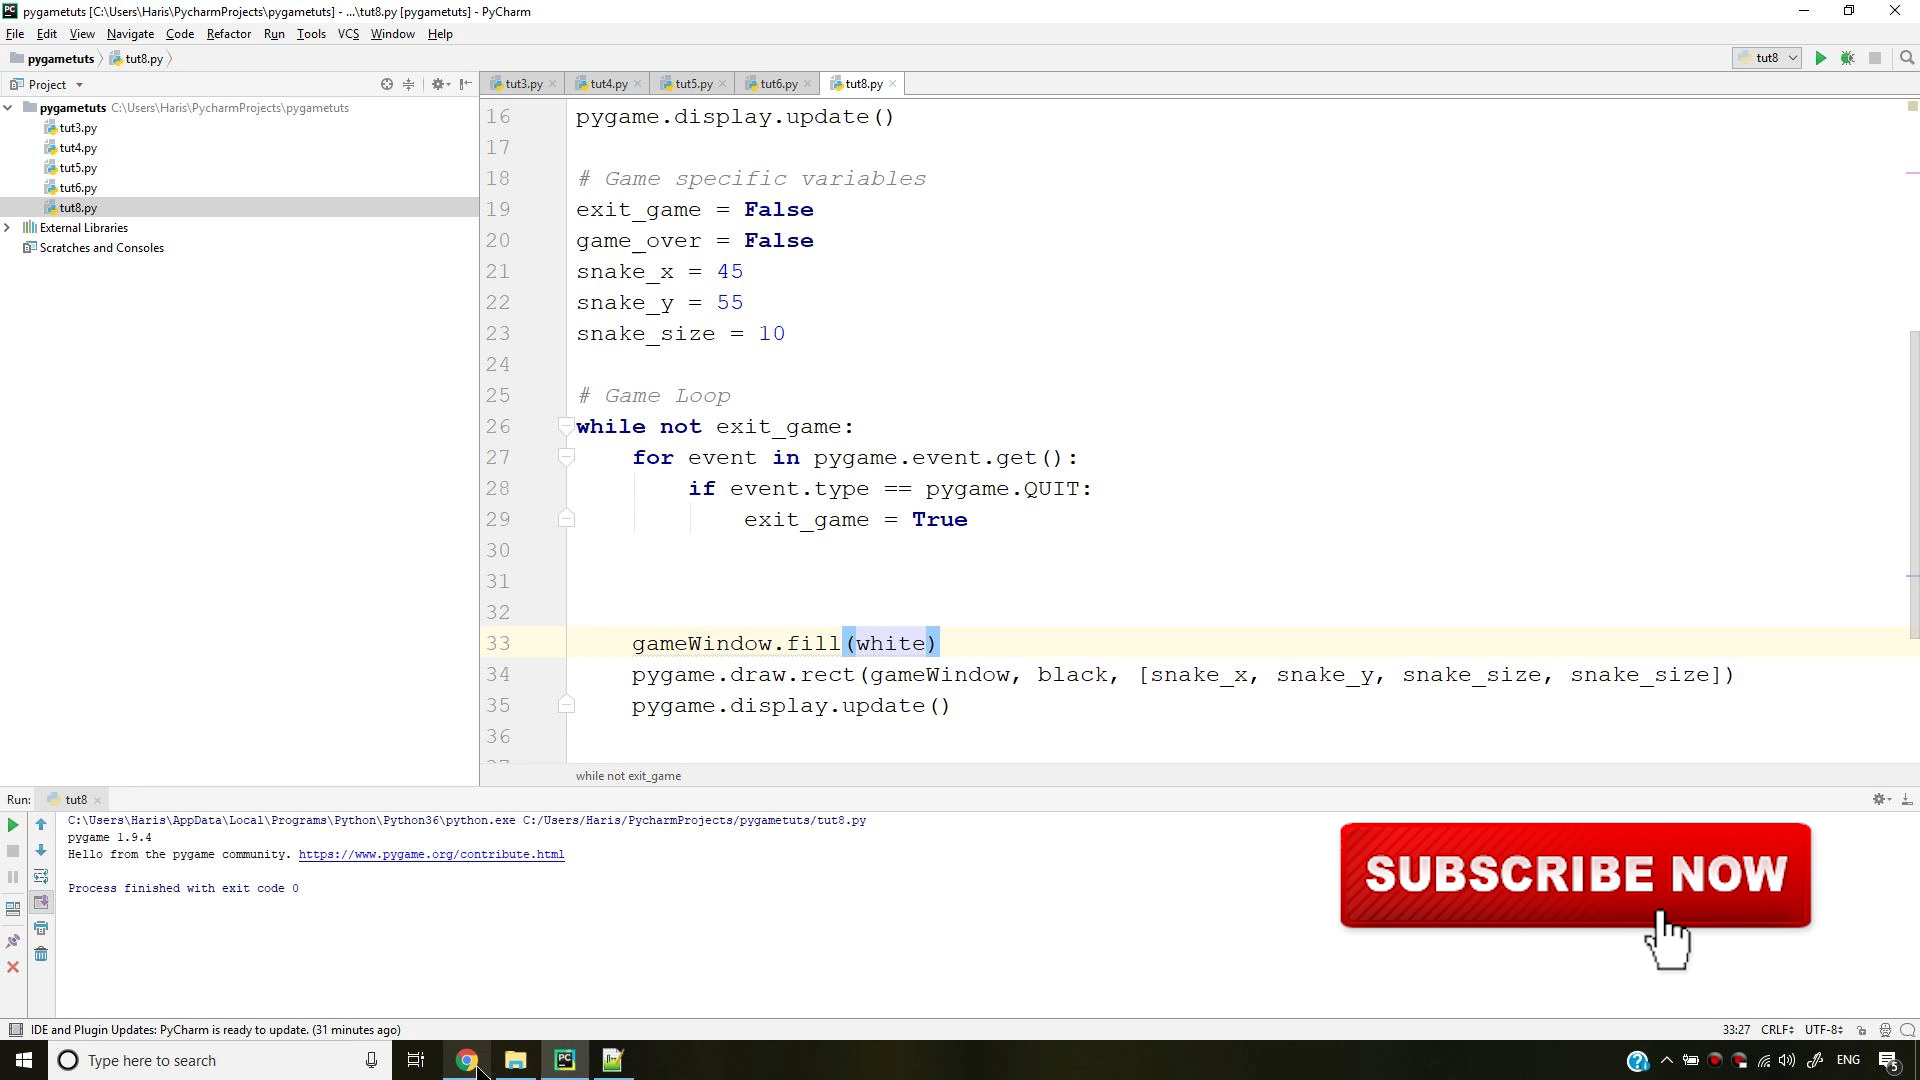 pygametuts [C:\Users\Haris\PycharmProjects\pygametuts] - ...\tut8.py [pygametuts] - PyCharm
File Edit View Navigate Code Refactor Run Tools VCS Window Help
pygametuts tut8.py tut8
Project tut3.py tut4.py tut5.py tut6.py tut8.py
pygametuts C:\Users\Haris\PycharmProjects\pygametuts
tut3.py
tut4.py
tut5.py
tut6.py
tut8.py
External Libraries
Scratches and Consoles
16 pygame.display.update()
17
18 # Game specific variables
19 exit_game = False
20 game_over = False
21 snake_x = 45
22 snake_y = 55
23 snake_size = 10
24
25 # Game Loop
26 while not exit_game:
27 for event in pygame.event.get():
28 if event.type == pygame.QUIT:
29 exit_game = True
30
31
32
33 gameWindow.fill(white)
34 pygame.draw.rect(gameWindow, black, [snake_x, snake_y, snake_size, snake_size])
35 pygame.display.update()
36
while not exit_game
Run: tut8
C:\Users\Haris\AppData\Local\Programs\Python\Python36\python.exe C:/Users/Haris/PycharmProjects/pygametuts/tut8.py
pygame 1.9.4
Hello from the pygame community. https://www.pygame.org/contribute.html
Process finished with exit code 0
SUBSCRIBE NOW
IDE and Plugin Updates: PyCharm is ready to update. (31 minutes ago) 33:27 CRLF UTF-8
Type here to search PC ENG 5